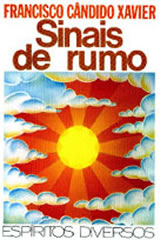 FRANCISCO CÂNDIDO XAVIER
Sinais
de rumo
ESPÍRITOS DIVERSOS